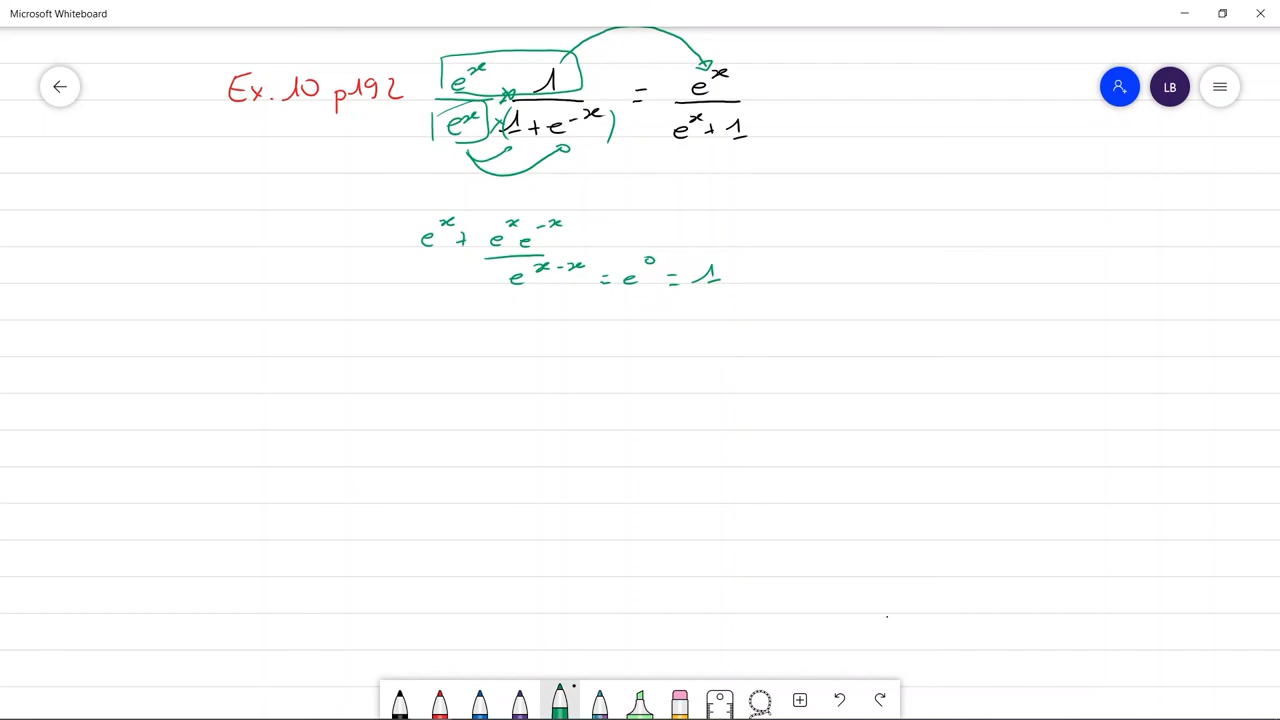 Microsoft Whiteboard
Ex. 10 p192 e^x/e^x × 1/(1 + e^-x) = e^x/(e^x + 1)
LB
e^x + e^x e^-x
e^x-x = e^0 = 1